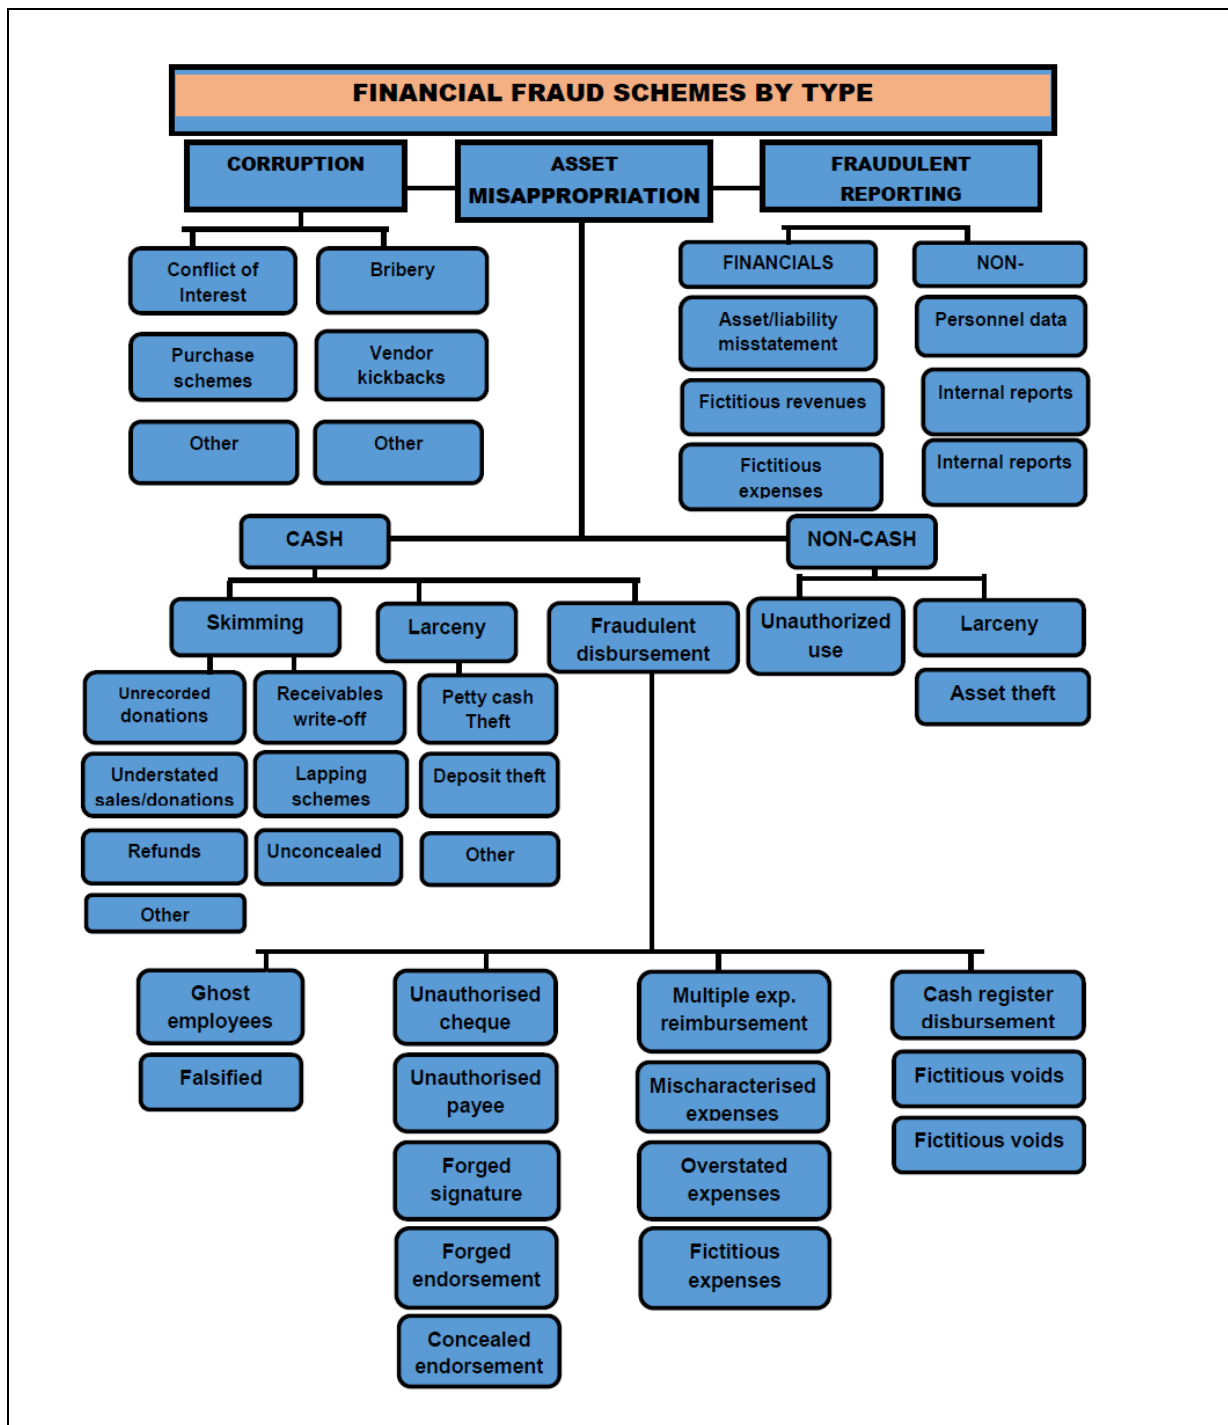 FINANCIAL FRAUD SCHEMES BY TYPE
CORRUPTION
ASSET
MISAPPROPRIATION
FRAUDULENT
REPORTING
Conflict of
Interest
Bribery
Purchase
schemes
Vendor
kickbacks
Other
Other
FINANCIALS
NON-
Asset/liability
misstatement
Personnel data
Fictitious revenues
Internal reports
Fictitious
expenses
Internal reports
CASH
NON-CASH
Skimming
Larceny
Fraudulent
disbursement
Unauthorized
use
Larceny
Asset theft
Unrecorded
donations
Receivables
write-off
Petty cash
Theft
Understated
sales/donations
Lapping
schemes
Deposit theft
Refunds
Unconcealed
Other
Other
Ghost
employees
Unauthorised
cheque
Multiple exp.
reimbursement
Cash register
disbursement
Falsified
Unauthorised
payee
Mischaracterised
expenses
Fictitious voids
Forged
signature
Overstated
expenses
Fictitious voids
Forged
endorsement
Fictitious
expenses
Concealed
endorsement